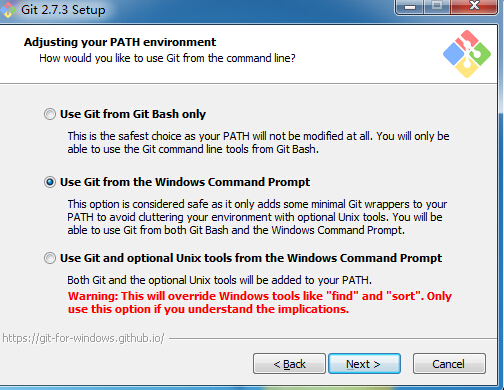 Git 2.7.3 Setup
Adjusting your PATH environment
How would you like to use Git from the command line?
Use Git from Git Bash only
This is the safest choice as your PATH will not be modified at all. You will only be
able to use the Git command line tools from Git Bash.
Use Git from the Windows Command Prompt
This option is considered safe as it only adds some minimal Git wrappers to your
PATH to avoid cluttering your environment with optional Unix tools. You will be
able to use Git from both Git Bash and the Windows Command Prompt.
Use Git and optional Unix tools from the Windows Command Prompt
Both Git and the optional Unix tools will be added to your PATH.
Warning: This will override Windows tools like "find" and "sort". Only
use this option if you understand the implications.
https://git-for-windows.github.io/
< Back Next > Cancel